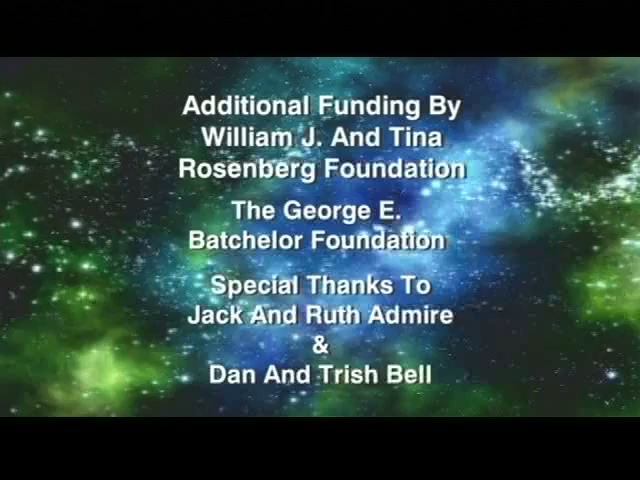 Additional Funding By
William J. And Tina
Rosenberg Foundation
The George E.
Batchelor Foundation
Special Thanks To
Jack And Ruth Admire
&
Dan And Trish Bell